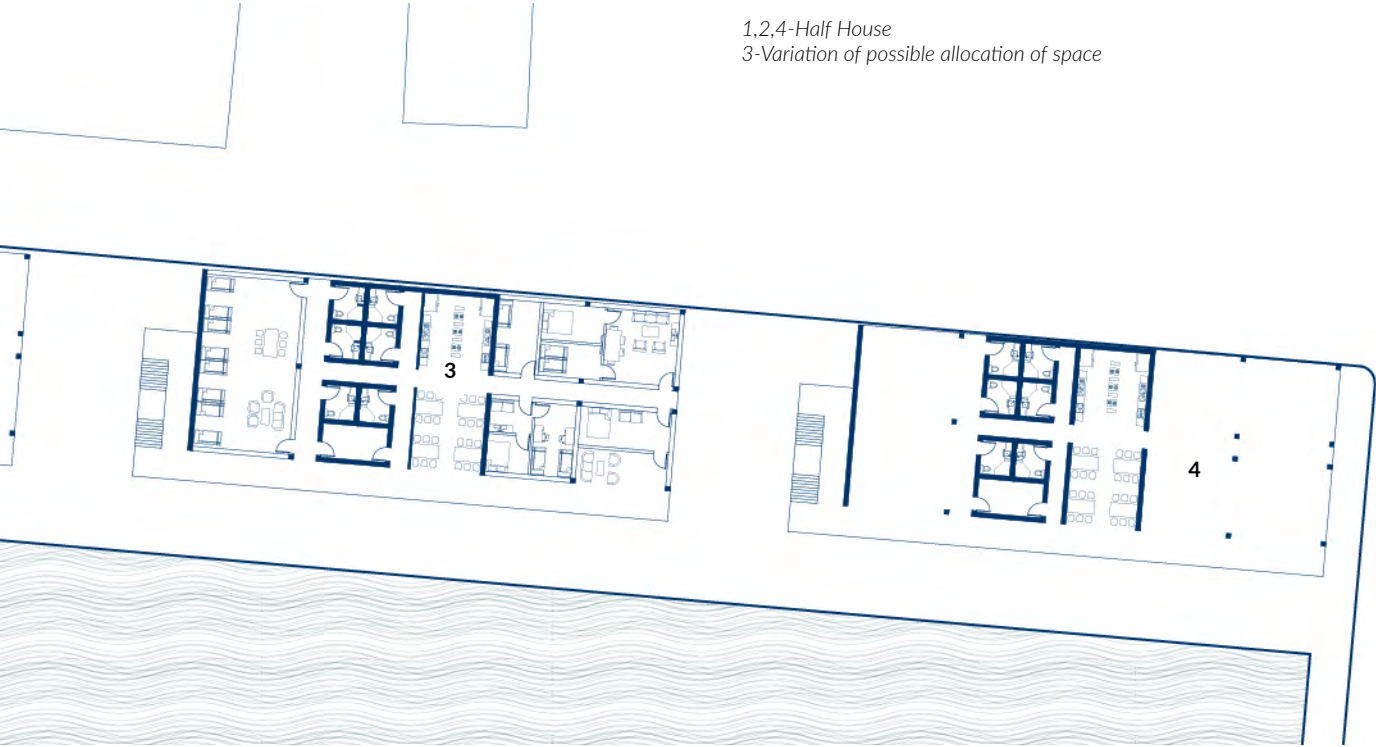 1,2,4-Half House
3-Variation of possible allocation of space
3
4